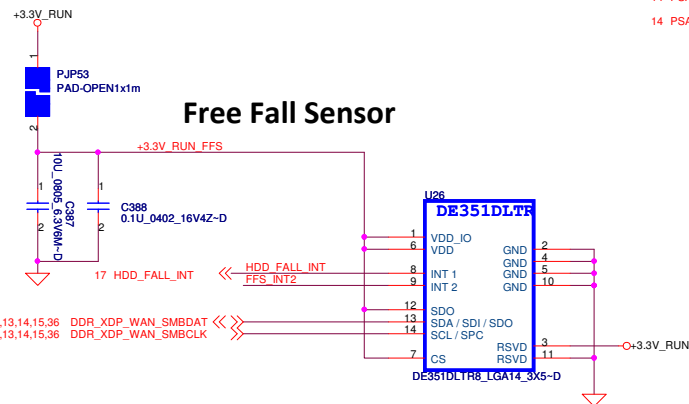 +3.3V_RUN
14 PSA
1
PJP53
PAD-OPEN1x1m
2
Free Fall Sensor
+3.3V_RUN_FFS
10U_0805_6.3V6M~D
C387
1
2
1
2
C388
0.1U_0402_16V4Z~D
U26
DE351DLTR
1 VDD_IO
6 VDD
GND 2
GND 4
17 HDD_FALL_INT
HDD_FALL_INT
8 INT 1
GND 5
FFS_INT2
9 INT 2
GND 10
12 SDO
,13,14,15,36 DDR_XDP_WAN_SMBDAT
13 SDA / SDI / SDO
,13,14,15,36 DDR_XDP_WAN_SMBCLK
14 SCL / SPC
RSVD 3
+3.3V_RUN
7 CS
RSVD 11
DE351DLTR8_LGA14_3X5~D